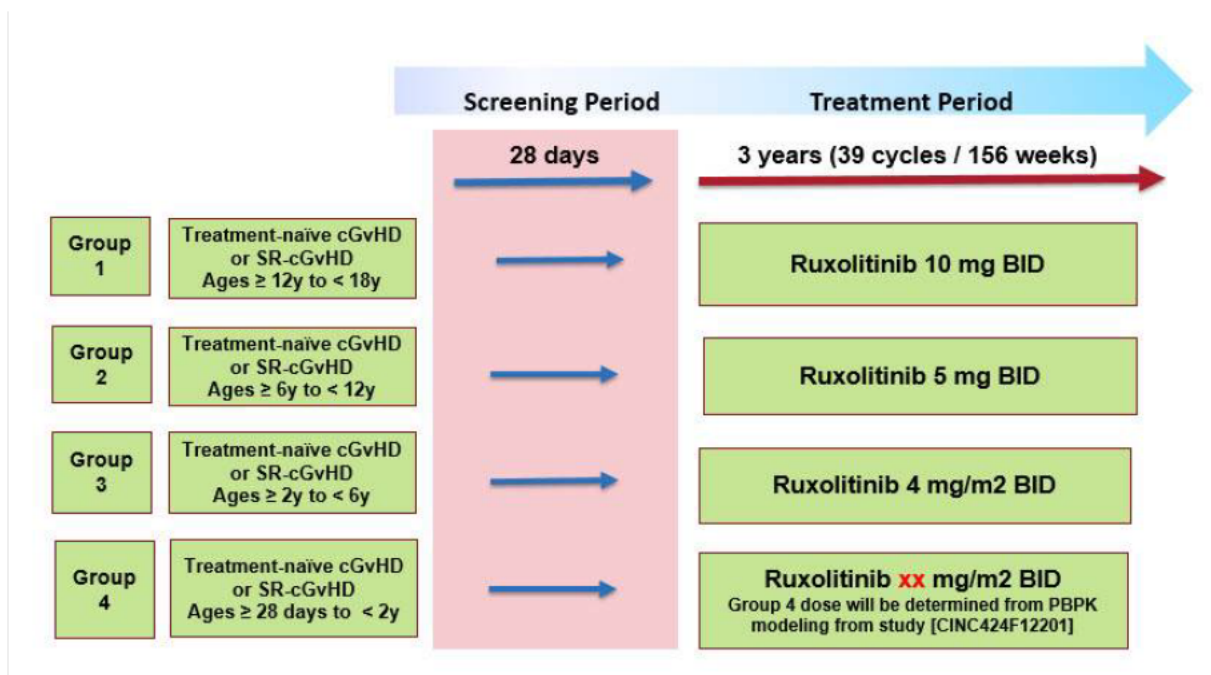 Screening Period
Treatment Period
28 days
3 years (39 cycles / 156 weeks)
Group
1
Treatment-naïve cGvHD
or SR-cGvHD
Ages ≥ 12y to < 18y
Ruxolitinib 10 mg BID
Group
2
Treatment-naïve cGvHD
or SR-cGvHD
Ages ≥ 6y to < 12y
Ruxolitinib 5 mg BID
Group
3
Treatment-naïve cGvHD
or SR-cGvHD
Ages ≥ 2y to < 6y
Ruxolitinib 4 mg/m2 BID
Group
4
Treatment-naïve cGvHD
or SR-cGvHD
Ages ≥ 28 days to < 2y
Ruxolitinib xx mg/m2 BID
Group 4 dose will be determined from PBPK
modeling from study [CINC424F12201]